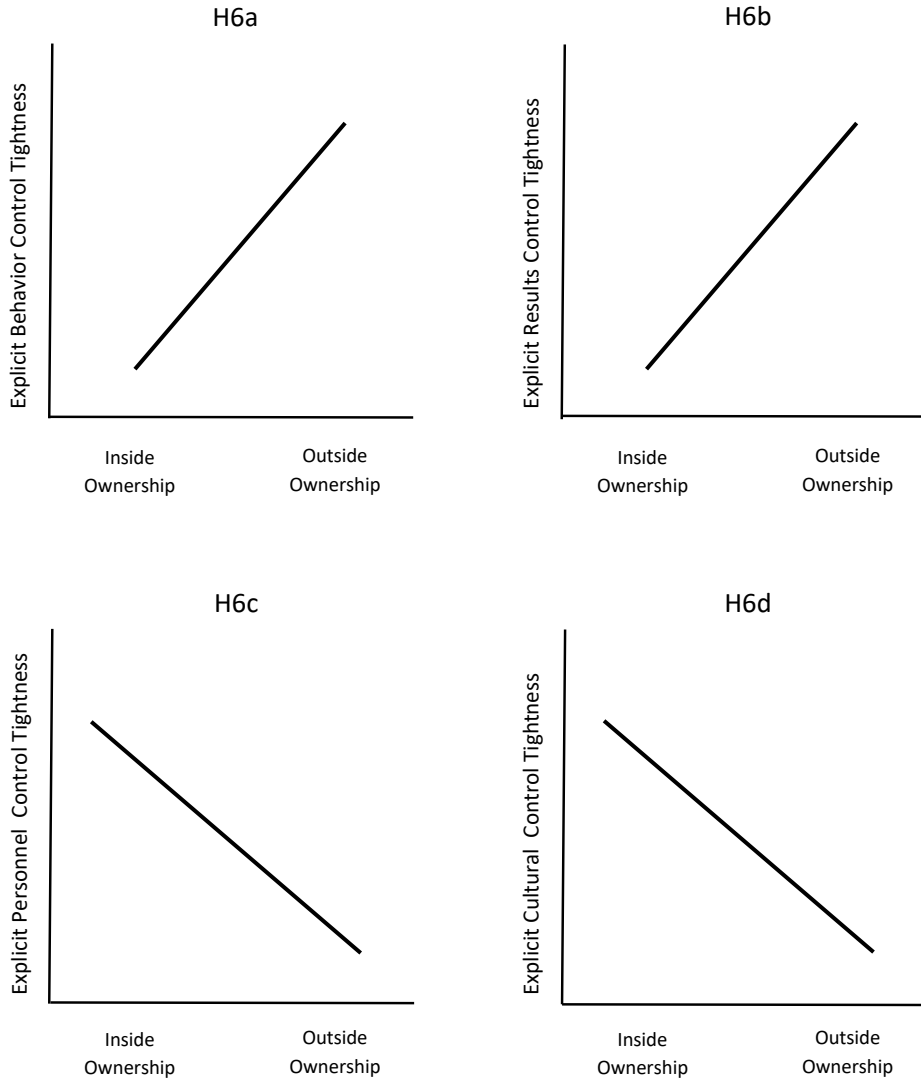 H6a
Explicit Behavior Control Tightness
Inside
Ownership
Outside
Ownership
H6b
Explicit Results Control Tightness
Inside
Ownership
Outside
Ownership
H6c
Explicit Personnel  Control Tightness
Inside
Ownership
Outside
Ownership
H6d
Explicit Cultural  Control Tightness
Inside
Ownership
Outside
Ownership